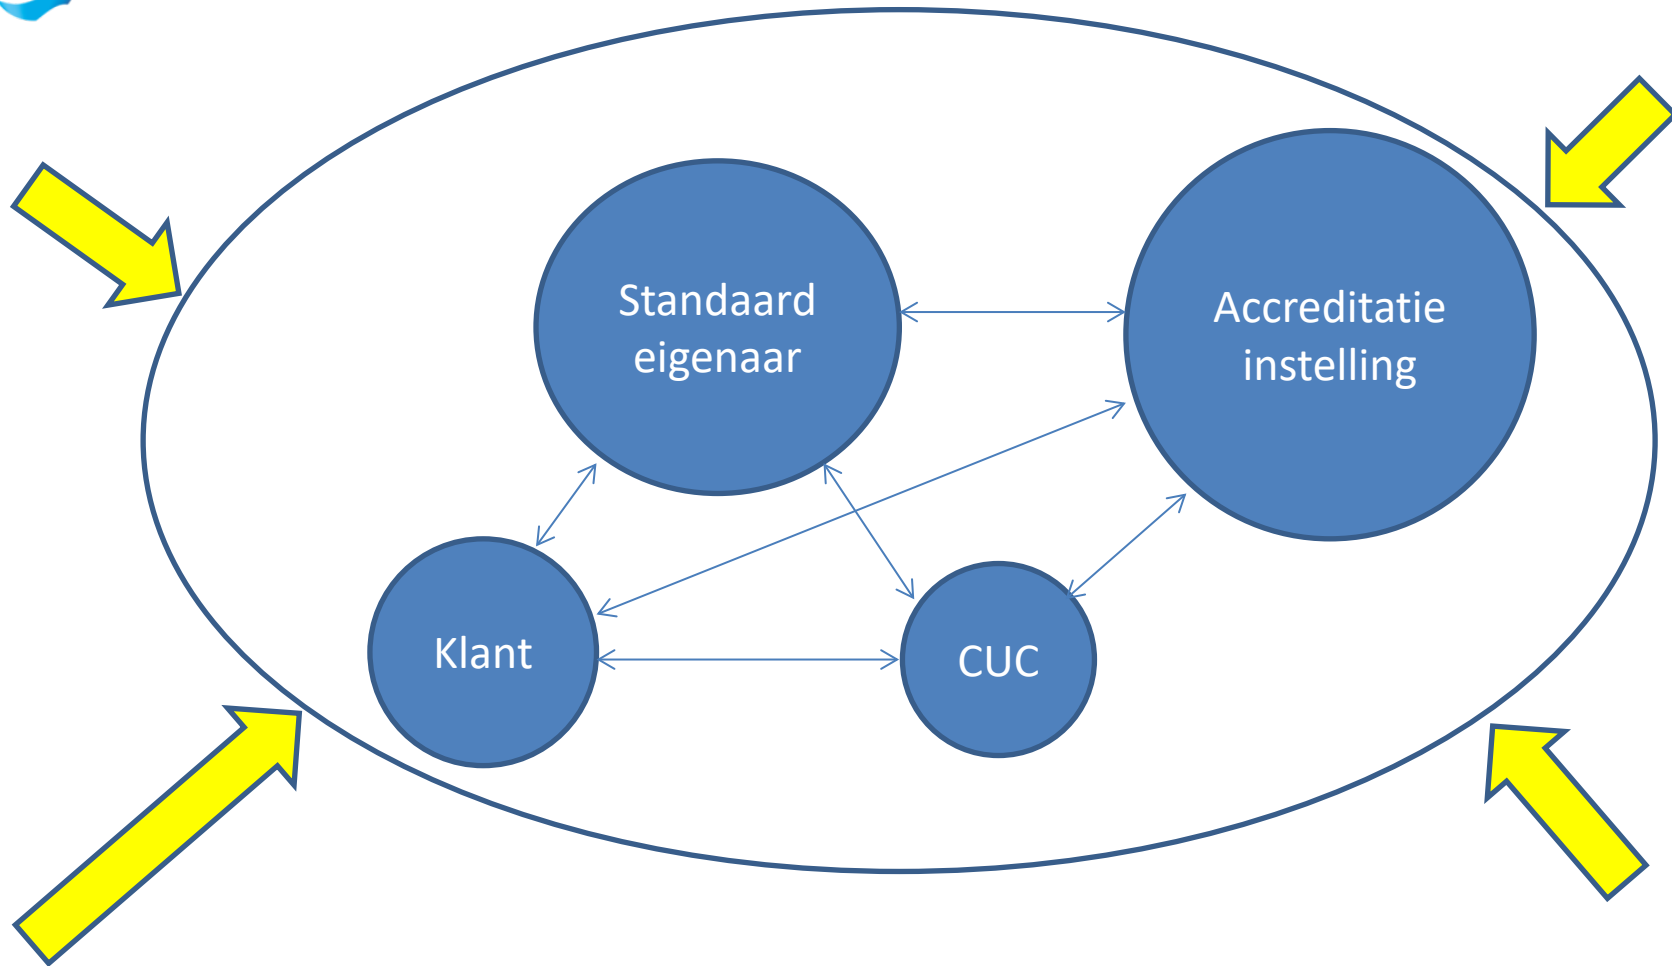 Standaard
eigenaar
Accreditatie
instelling
Klant
CUC